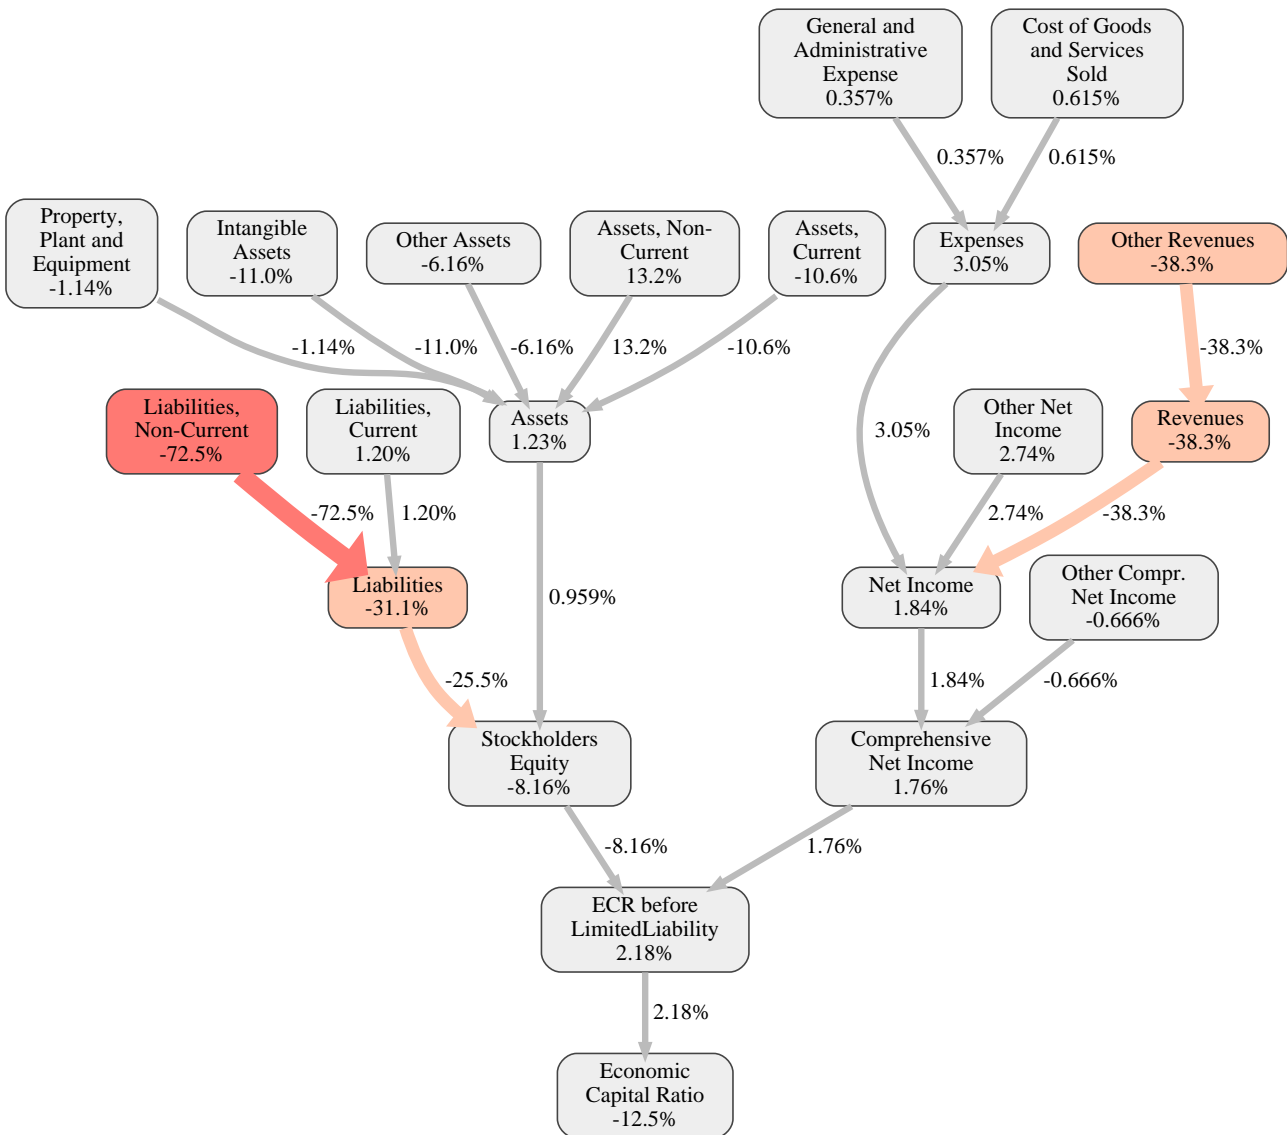 General and
Administrative
Expense
0.357%
Cost of Goods
and Services
Sold
0.615%
0.357%
0.615%
Property,
Plant and
Equipment
-1.14%
Intangible
Assets
-11.0%
Other Assets
-6.16%
Assets, Non-
Current
13.2%
Assets,
Current
-10.6%
Expenses
3.05%
Other Revenues
-38.3%
-1.14%
-11.0%
-6.16%
13.2%
-10.6%
-38.3%
Liabilities,
Non-Current
-72.5%
Liabilities,
Current
1.20%
Assets
1.23%
3.05%
Other Net
Income
2.74%
Revenues
-38.3%
-72.5%
1.20%
2.74%
-38.3%
Liabilities
-31.1%
0.959%
Net Income
1.84%
Other Compr.
Net Income
-0.666%
-25.5%
1.84%
-0.666%
Stockholders
Equity
-8.16%
Comprehensive
Net Income
1.76%
-8.16%
1.76%
ECR before
LimitedLiability
2.18%
2.18%
Economic
Capital Ratio
-12.5%